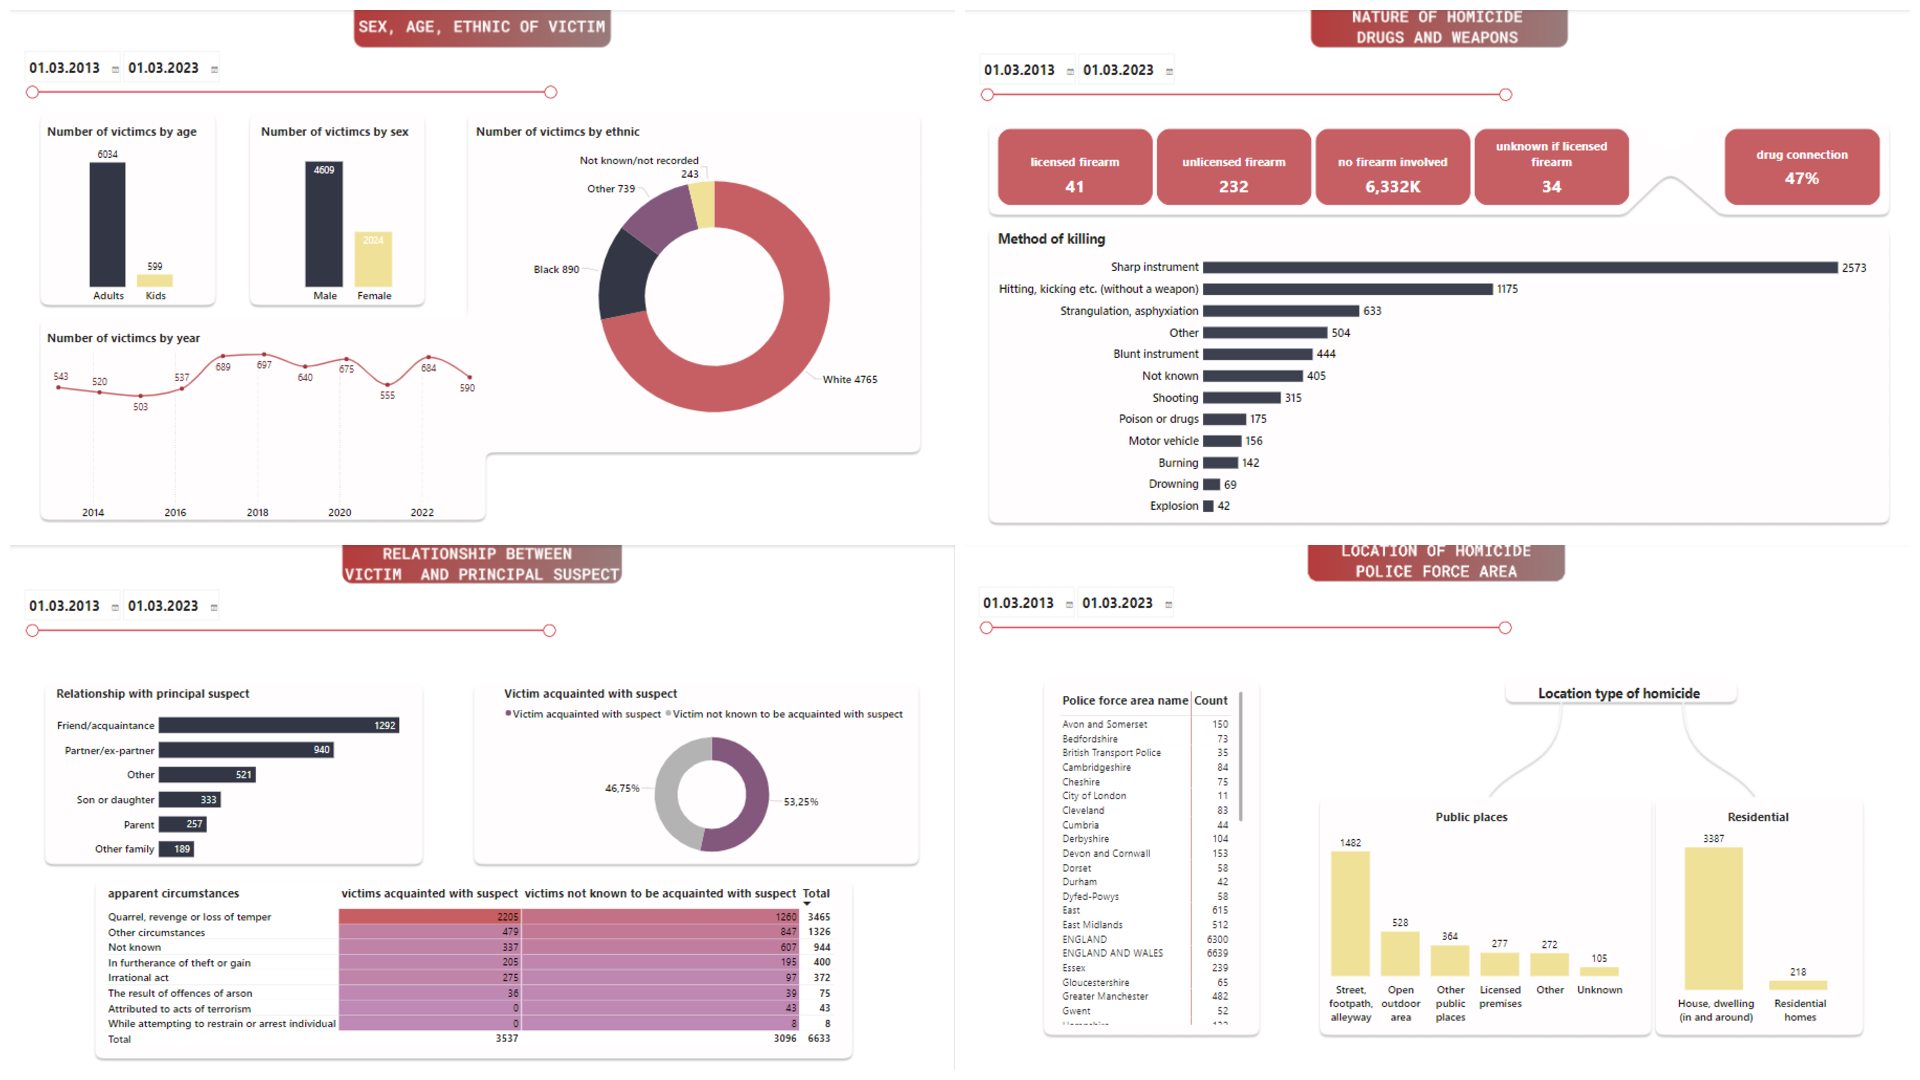 SEX, AGE, ETHNIC OF VICTIM
01.03.2013 01.03.2023
Number of victimcs by age
6034
599
Adults Kids
Number of victimcs by sex
4609
2024
Male Female
Number of victimcs by ethnic
Not known/not recorded
243
Other 739
Black 890
White 4765
Number of victimcs by year
543 520 503 537 689 697 640 675 555 684 590
2014 2016 2018 2020 2022
NATURE OF HOMICIDE
DRUGS AND WEAPONS
01.03.2013 01.03.2023
licensed firearm
41
unlicensed firearm
232
no firearm involved
6,332K
unknown if licensed
firearm
34
drug connection
47%
Method of killing
Sharp instrument 2573
Hitting, kicking etc. (without a weapon) 1175
Strangulation, asphyxiation 633
Other 504
Blunt instrument 444
Not known 405
Shooting 315
Poison or drugs 175
Motor vehicle 156
Burning 142
Drowning 69
Explosion 42
RELATIONSHIP BETWEEN
VICTIM AND PRINCIPAL SUSPECT
01.03.2013 01.03.2023
Relationship with principal suspect
Friend/acquaintance 1292
Partner/ex-partner 940
Other 521
Son or daughter 333
Parent 257
Other family 189
Victim acquainted with suspect
Victim acquainted with suspect Victim not known to be acquainted with suspect
46,75%
53,25%
apparent circumstances victims acquainted with suspect victims not known to be acquainted with suspect Total
Quarrel, revenge or loss of temper 2205 1260 3465
Other circumstances 479 847 1326
Not known 337 607 944
In furtherance of theft or gain 205 195 400
Irrational act 275 97 372
The result of offences of arson 36 39 75
Attributed to acts of terrorism 0 43 43
While attempting to restrain or arrest individual 0 8 8
Total 3537 3096 6633
LOCATION OF HOMICIDE
POLICE FORCE AREA
01.03.2013 01.03.2023
Police force area name Count
Avon and Somerset 150
Bedfordshire 73
British Transport Police 35
Cambridgeshire 84
Cheshire 75
City of London 11
Cleveland 83
Cumbria 44
Derbyshire 104
Devon and Cornwall 153
Dorset 58
Durham 42
Dyfed-Powys 58
East 615
East Midlands 512
ENGLAND 6300
ENGLAND AND WALES 6639
Essex 239
Gloucestershire 65
Greater Manchester 482
Gwent 52
Location type of homicide
Public places
1482
528
364
277
272
105
Street,
footpath,
alleyway
Open
outdoor
area
Other
public
places
Licensed
premises
Other
Unknown
Residential
3387
218
House, dwelling
(in and around)
Residential
homes